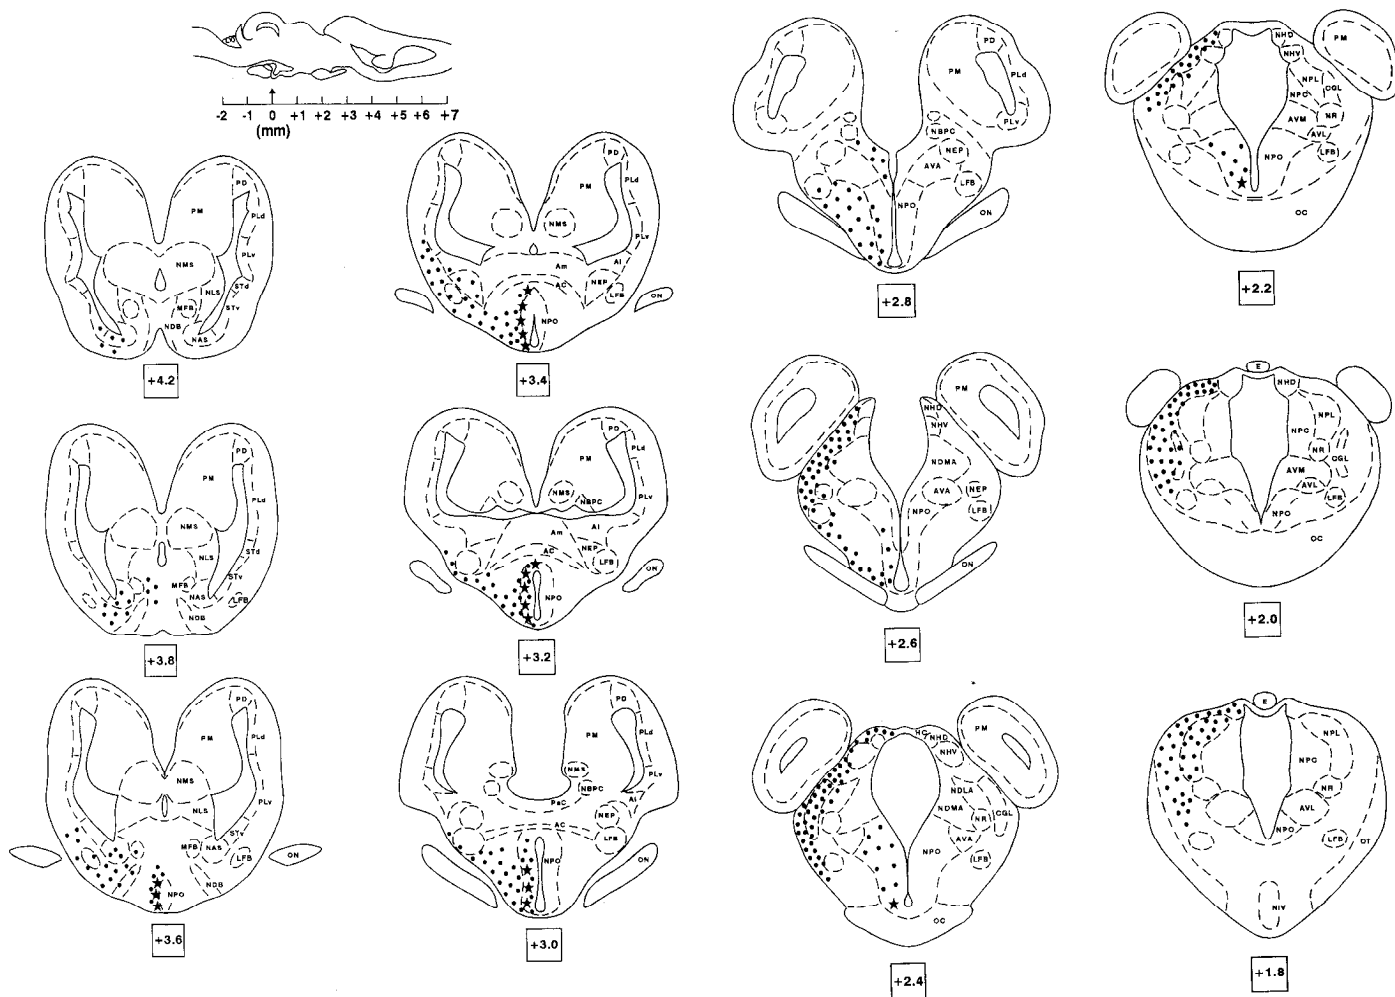 -2 -1 0 +1 +2 +3 +4 +5 +6 +7
(mm)
PD
PM
PLd
PLv
NMS
STd
NLS
MFB
STv
NDB
NAS
+4.2
PD
PM
PLd
NMS
NLS
STd
STv
MFB
NAS
LFB
NDB
+3.8
PD
PM
PLd
NMS
PLv
NLS
STv
MFB
NAS
LFB
ON
NDB
NPO
+3.6
PD
PM
PLd
NMS
PLv
Am
Al
AC
NEP
LFB
ON
NPO
+3.4
PD
PM
PLd
NMS
NBPC
PLv
Am
Al
AC
NEP
LFB
ON
NPO
+3.2
PD
PM
PLd
NMS
PLv
NBPC
PaC
Al
AC
NEP
LFB
NPO
ON
+3.0
PD
PM
PLd
PLv
NBPC
NEP
AVA
LFB
NPO
ON
+2.8
PM
NHD
NHV
NDMA
AVA
NEP
NPO
LFB
ON
+2.6
HC
NHD
PM
NHV
NDLA
NDMA
NR
CGL
AVA
NPO
LFB
OC
+2.4
NHD
PM
NHV
NPL
NPC
CGL
AVM
NR
AVL
NPO
LFB
OC
+2.2
E
NHD
NPL
NPC
NR
CGL
AVM
AVL
LFB
NPO
OC
+2.0
E
NPL
NPC
NR
AVL
NPO
LFB
OT
NIV
+1.8